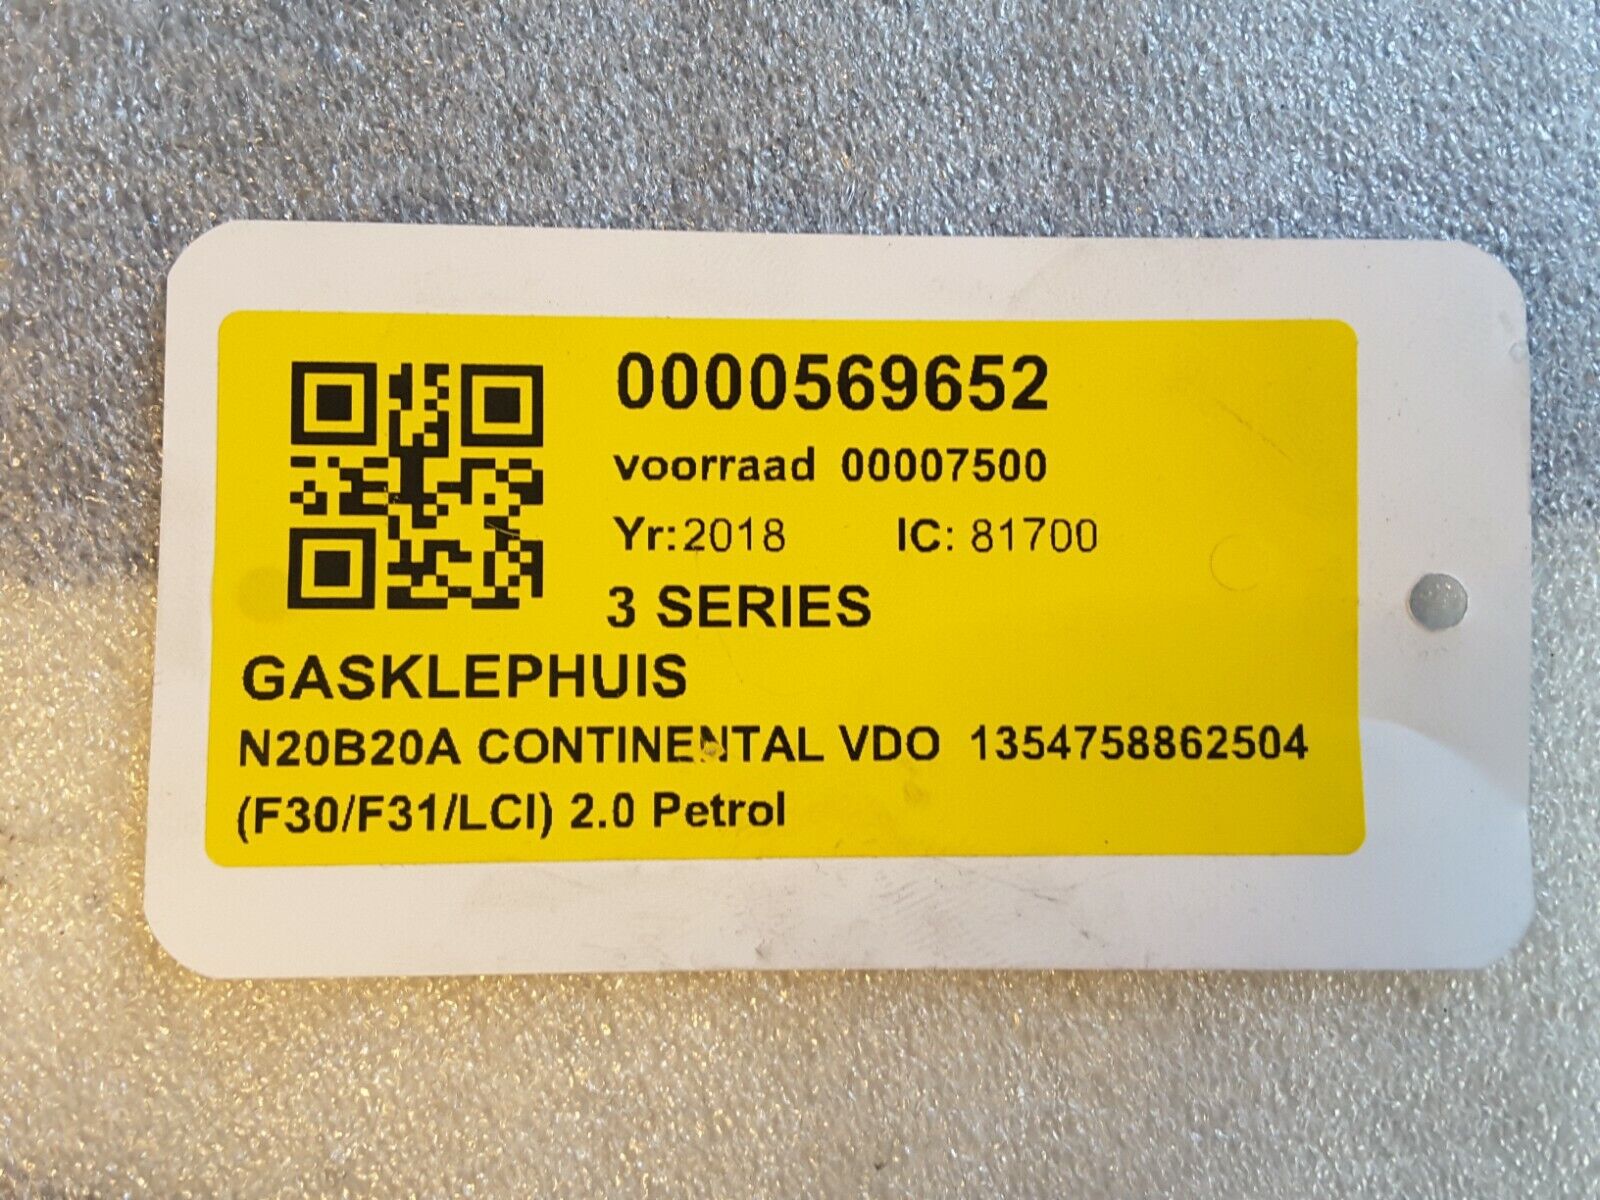 0000569652
voorraad 00007500
Yr:2018 IC: 81700
3 SERIES
GASKLEPHUIS
N20B20A CONTINENTAL VDO 1354758862504
(F30/F31/LCI) 2.0 Petrol